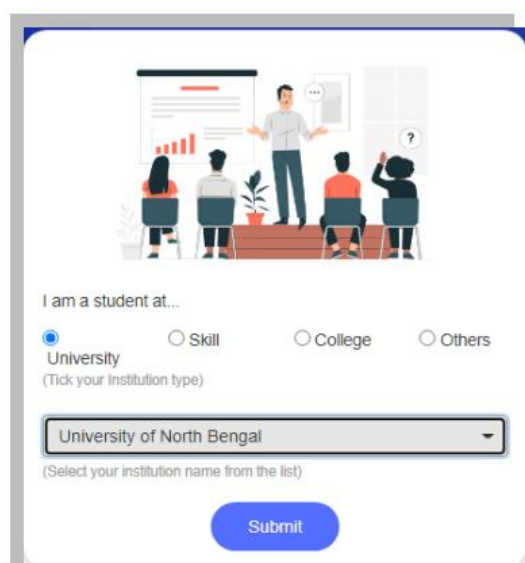 ?
I am a student at...
Skill College Others
University
(Tick your Institution type)
University of North Bengal
(Select your institution name from the list)
Submit